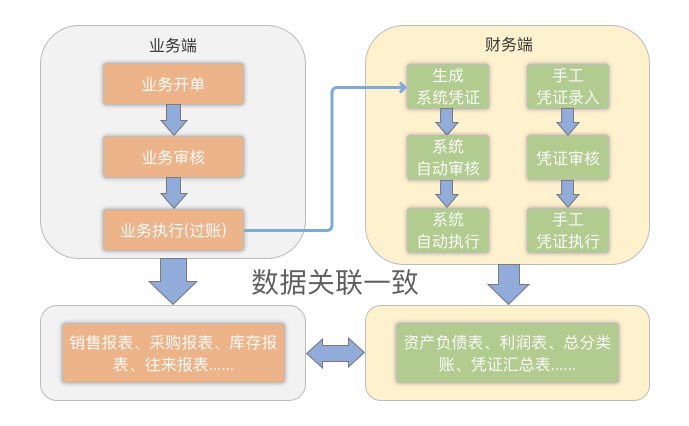 业务端
业务开单
业务审核
业务执行(过账)
财务端
生成
系统凭证
系统
自动审核
系统
自动执行
手工
凭证录入
凭证审核
手工
凭证执行
数据关联一致
销售报表、采购报表、库存报
表、往来报表......
资产负债表、利润表、总分类
账、凭证汇总表......